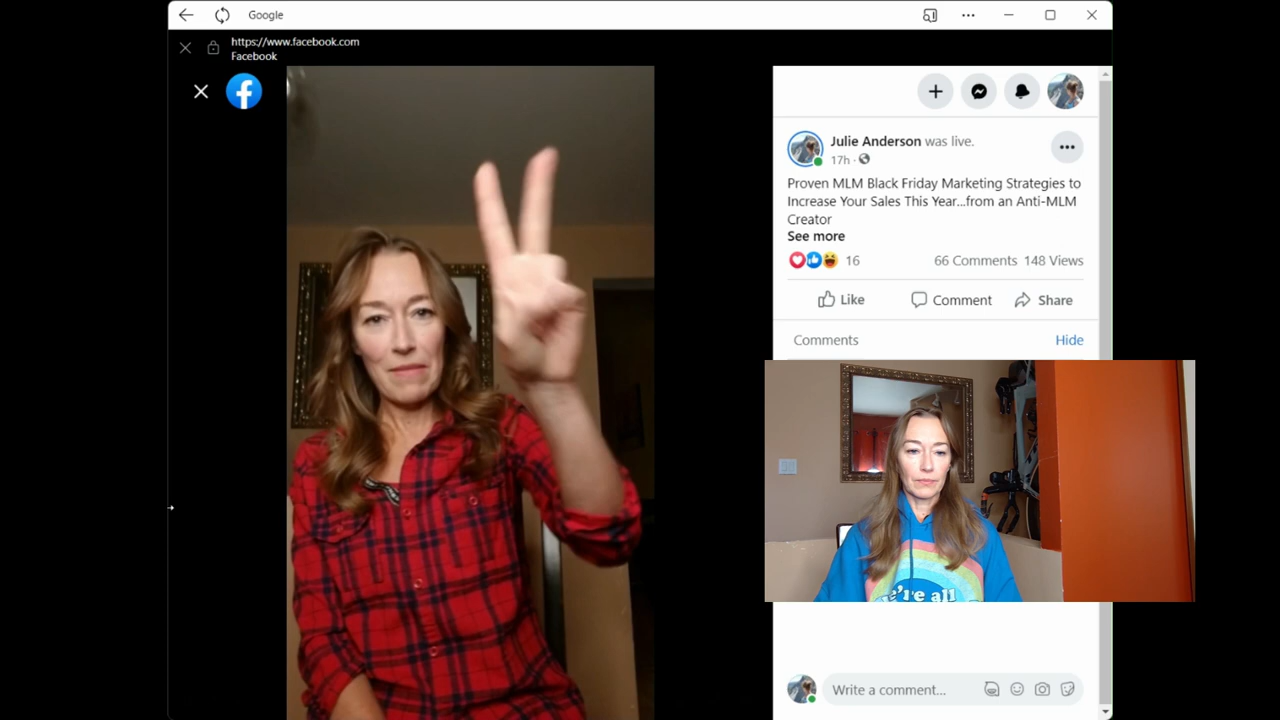 Google
https://www.facebook.com
Facebook
Julie Anderson was live.
17h ·
Proven MLM Black Friday Marketing Strategies to
Increase Your Sales This Year...from an Anti-MLM
Creator
See more
16 66 Comments 148 Views
Like Comment Share
Comments Hide
we're all
Write a comment...